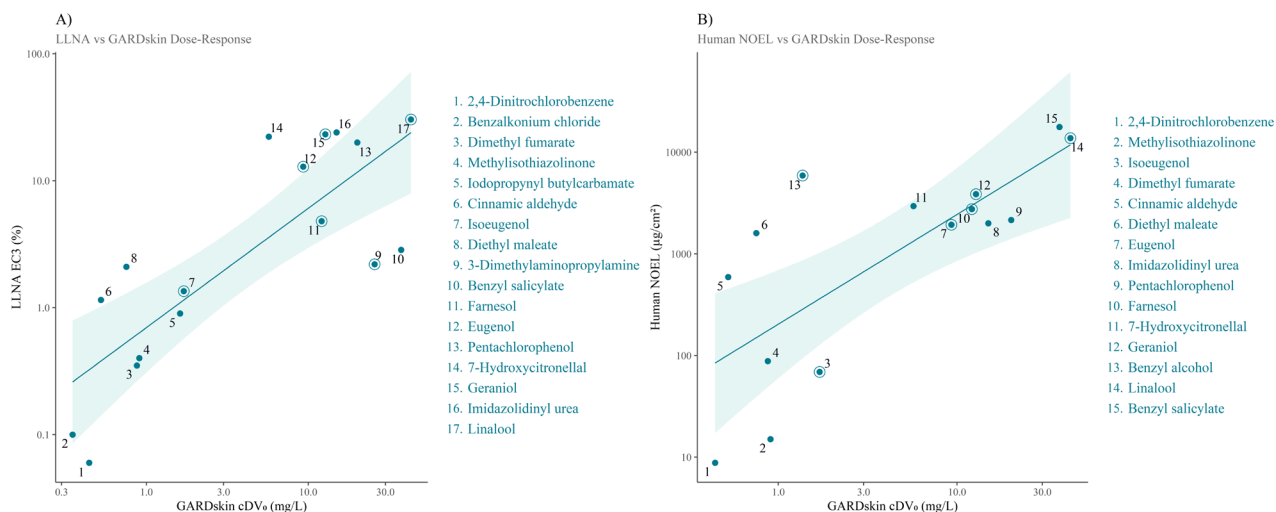 A)
LLNA vs GARDskin Dose-Response
100.0
10.0
1.0
0.1
LLNA EC3 (%)
14
16
15
13
17
12
11
9
10
8
7
6
5
4
3
2
1
0.3
1.0
3.0
10.0
30.0
GARDskin cDV₀ (mg/L)
1. 2,4-Dinitrochlorobenzene
2. Benzalkonium chloride
3. Dimethyl fumarate
4. Methylisothiazolinone
5. Iodopropynyl butylcarbamate
6. Cinnamic aldehyde
7. Isoeugenol
8. Diethyl maleate
9. 3-Dimethylaminopropylamine
10. Benzyl salicylate
11. Farnesol
12. Eugenol
13. Pentachlorophenol
14. 7-Hydroxycitronellal
15. Geraniol
16. Imidazolidinyl urea
17. Linalool
B)
Human NOEL vs GARDskin Dose-Response
10000
1000
100
10
Human NOEL (μg/cm²)
15
14
13
12
11
10
9
8
7
6
5
4
3
2
1
1.0
10.0
30.0
GARDskin cDV₀ (mg/L)
1. 2,4-Dinitrochlorobenzene
2. Methylisothiazolinone
3. Isoeugenol
4. Dimethyl fumarate
5. Cinnamic aldehyde
6. Diethyl maleate
7. Eugenol
8. Imidazolidinyl urea
9. Pentachlorophenol
10. Farnesol
11. 7-Hydroxycitronellal
12. Geraniol
13. Benzyl alcohol
14. Linalool
15. Benzyl salicylate